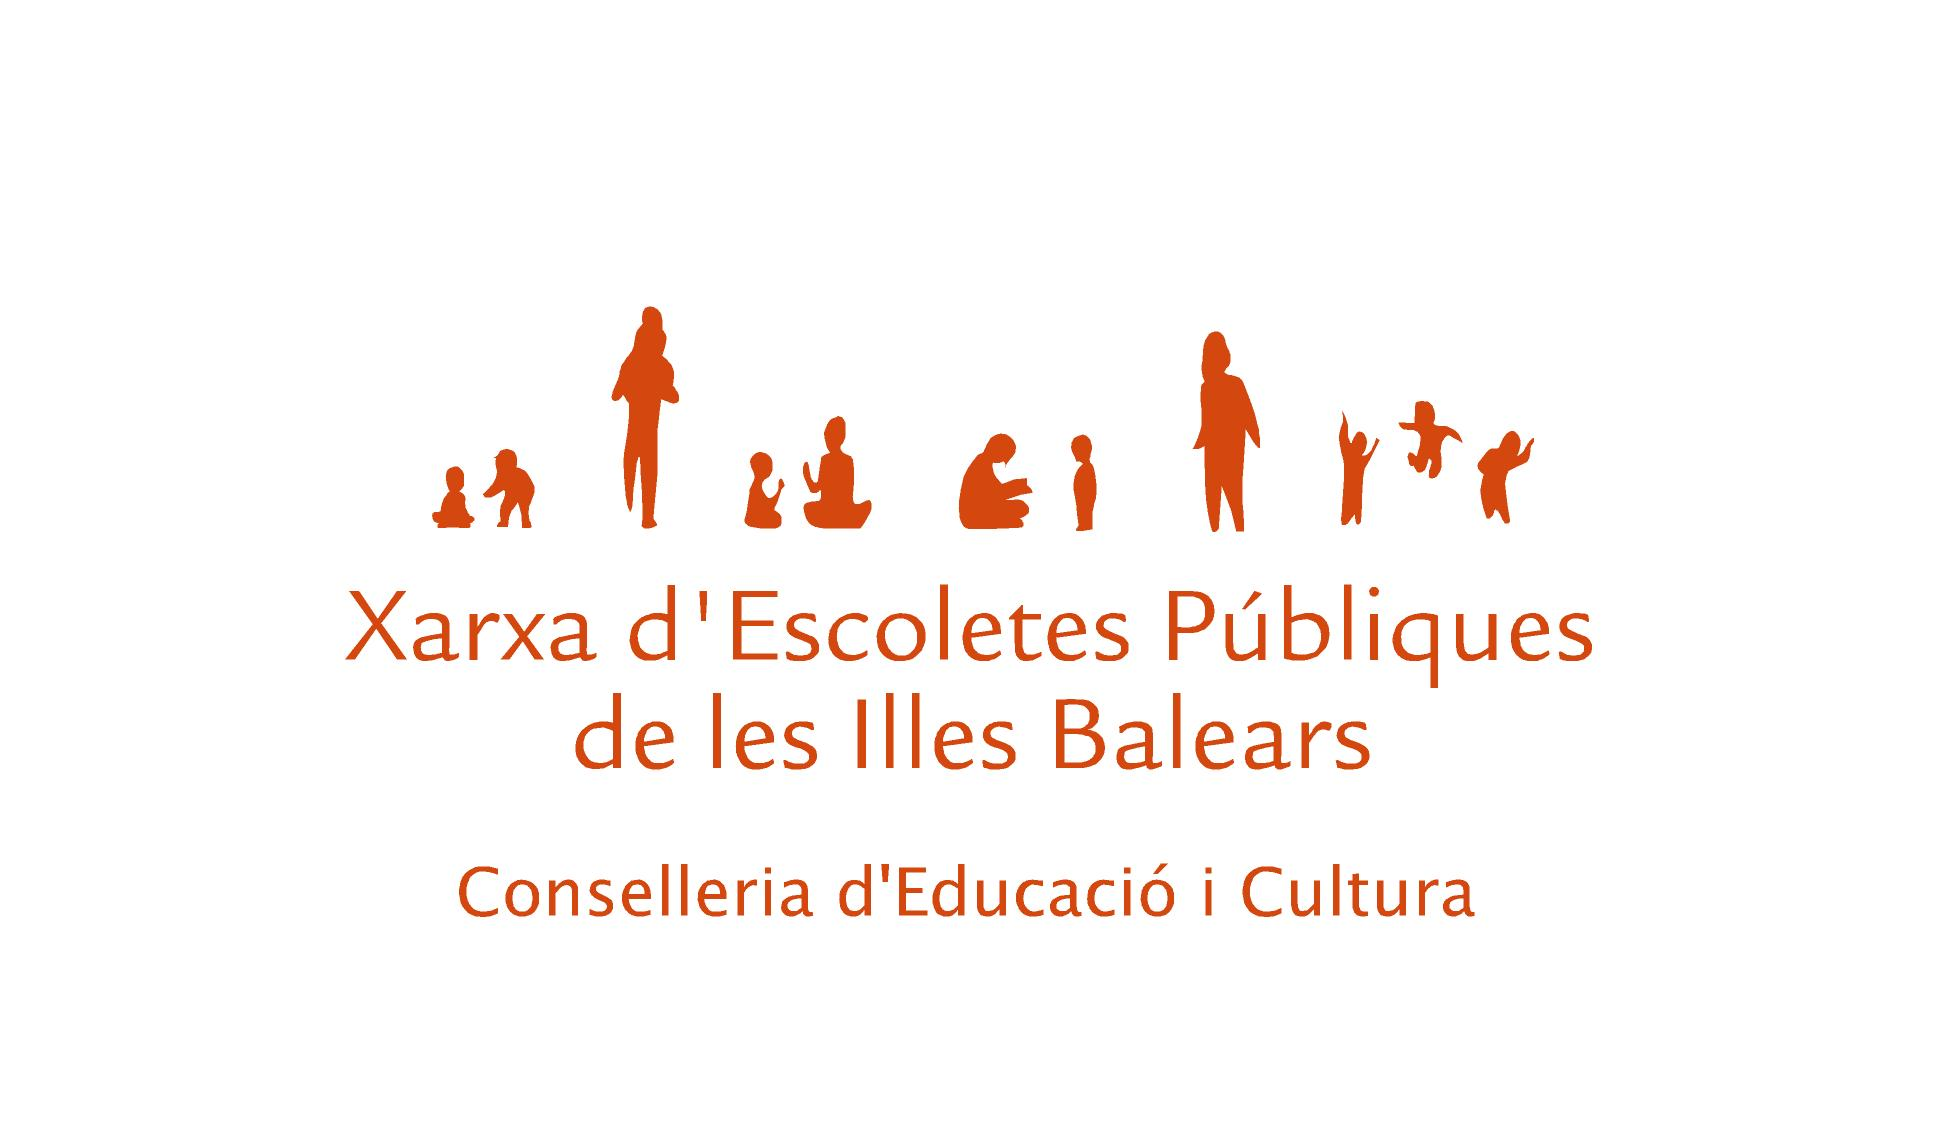 Xarxa d'Escoletes Públiques
de les Illes Balears
Conselleria d'Educació i Cultura